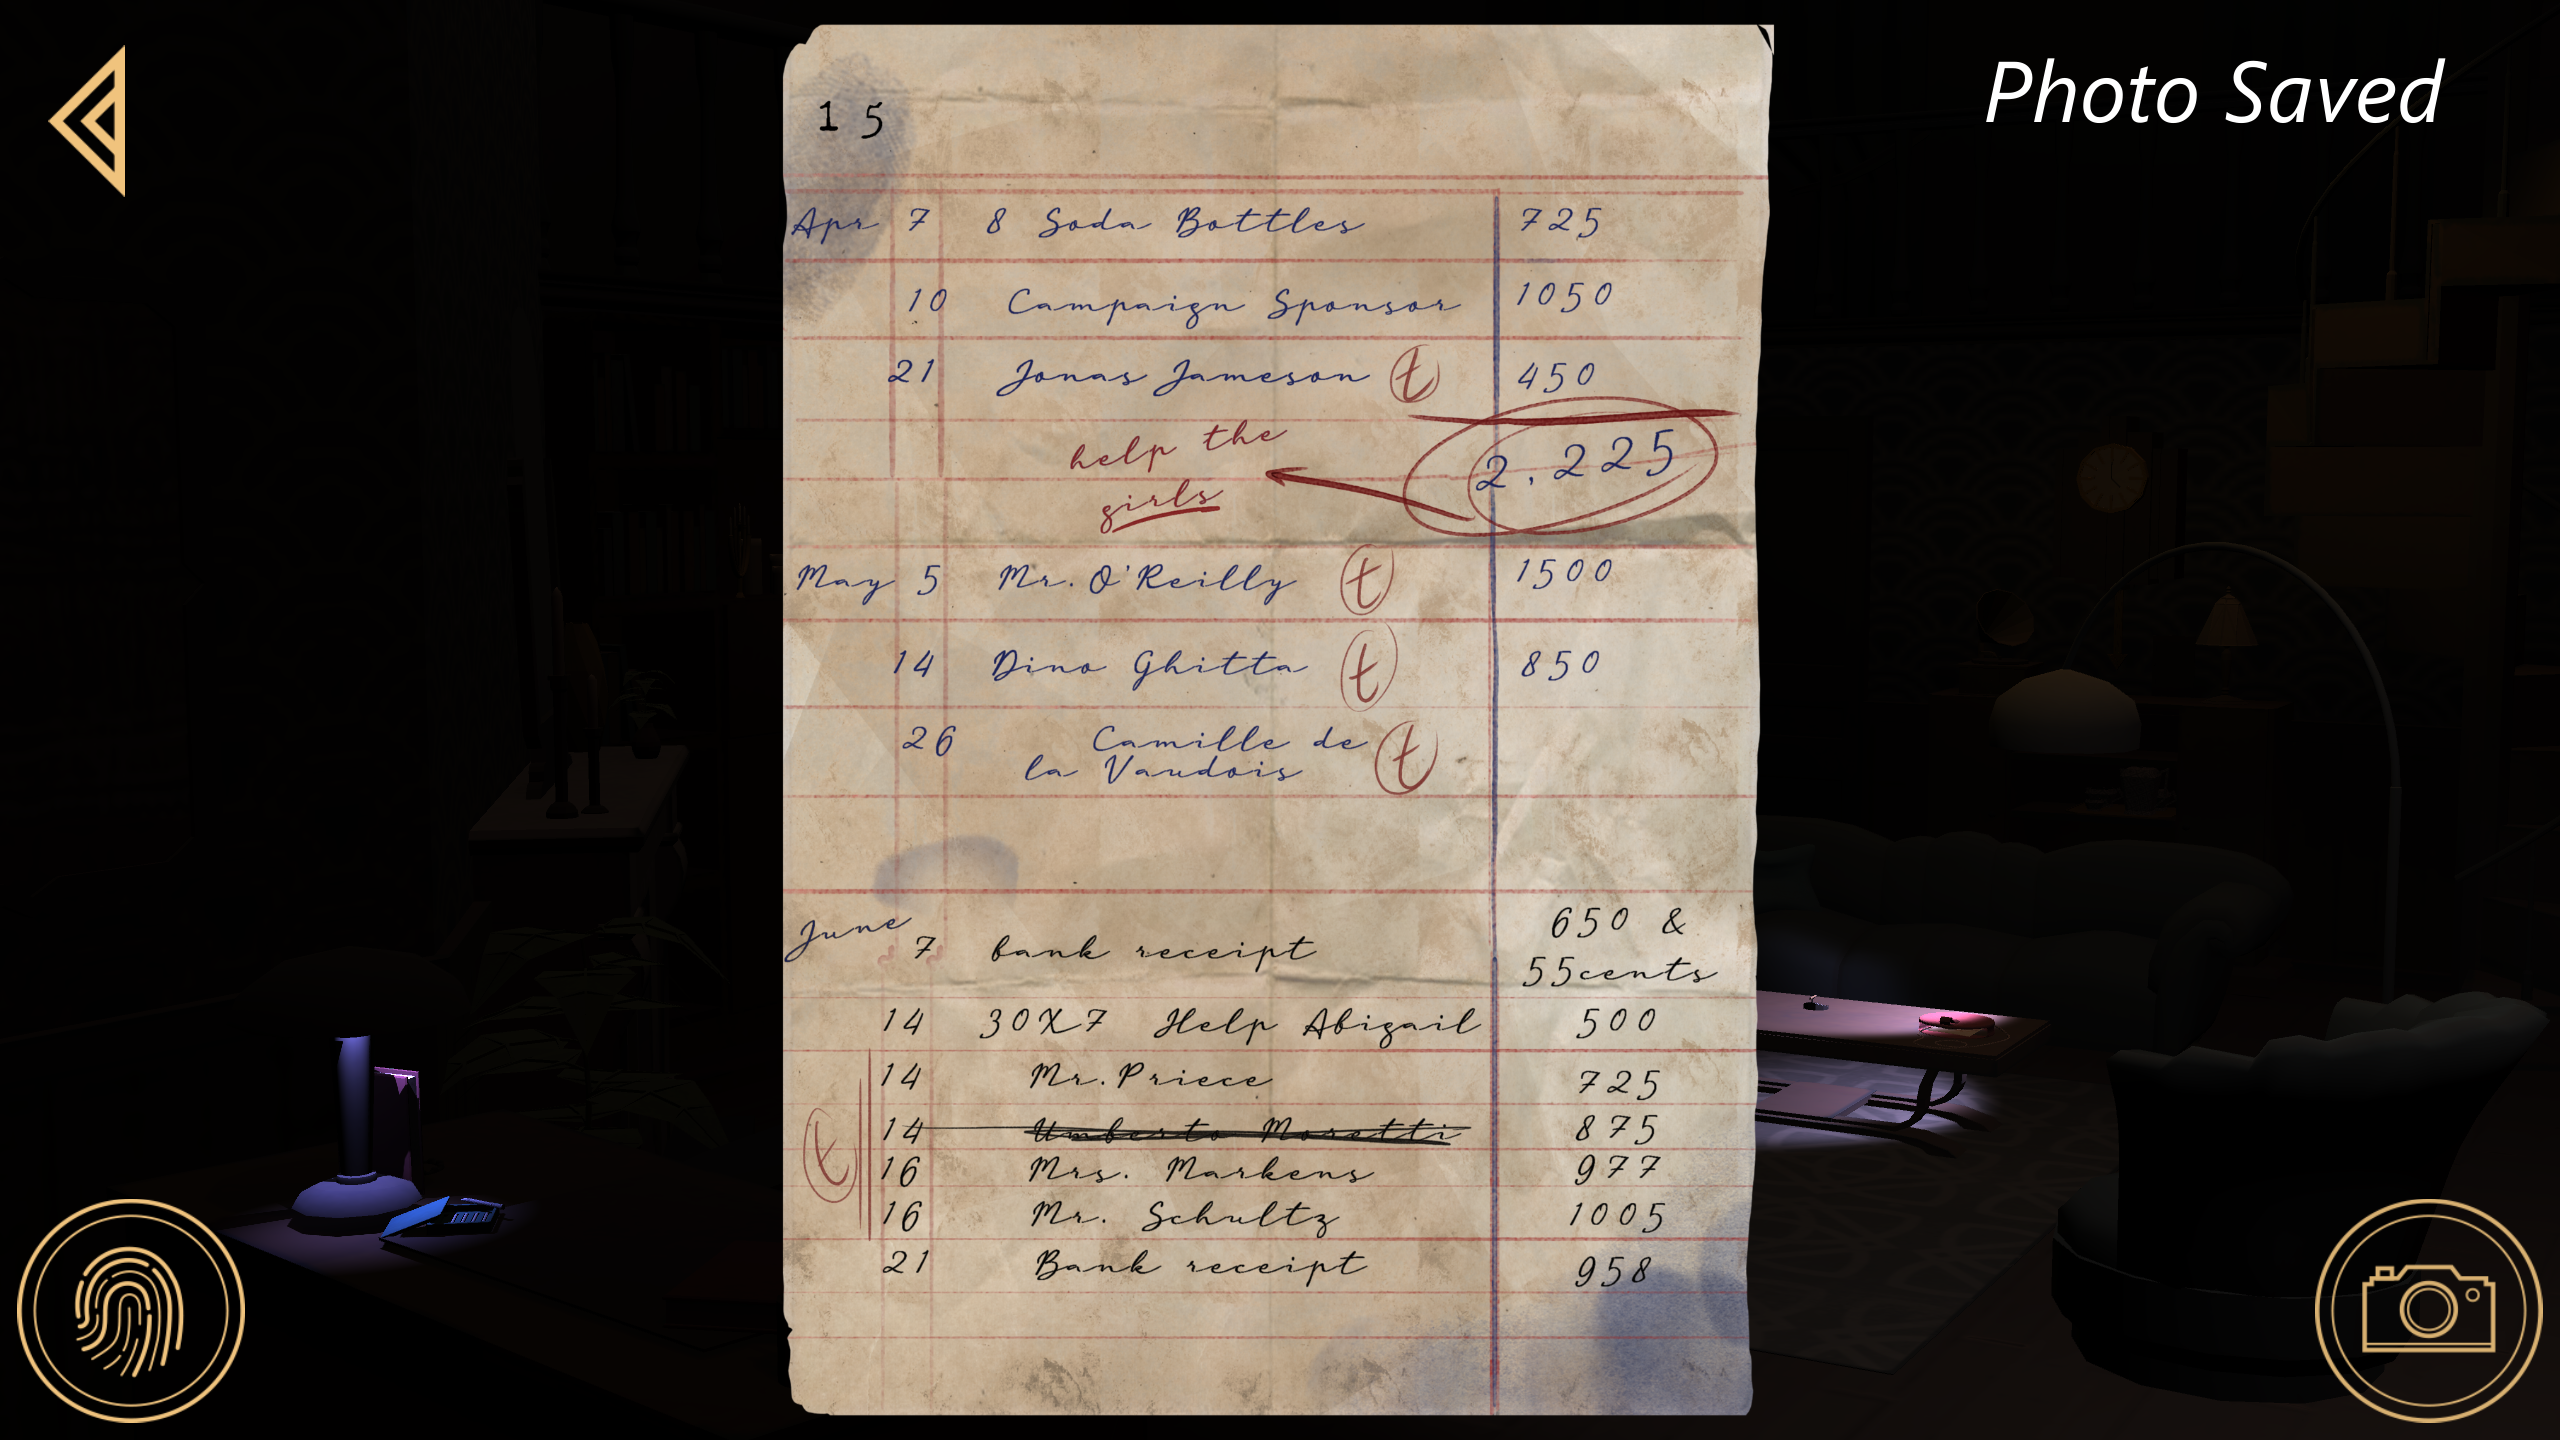 Photo Saved
15
Apr 7 8 Soda Bottles 725
10 Campaign Sponsor 1050
21 Jonas Jameson t 450
help the
girls
2.225
May 5 Mr. O'Reilly t 1500
14 Dino Ghitta t 850
26 Camille de
la Vaudois t
June 7 bank receipt 650 &
55cents
14 30X7 Help Abigail 500
14 Mr. Priece 725
t 14 Umberto Moretti 875
16 Mrs. Markens 977
16 Mr. Schultz 1005
21 Bank receipt 958